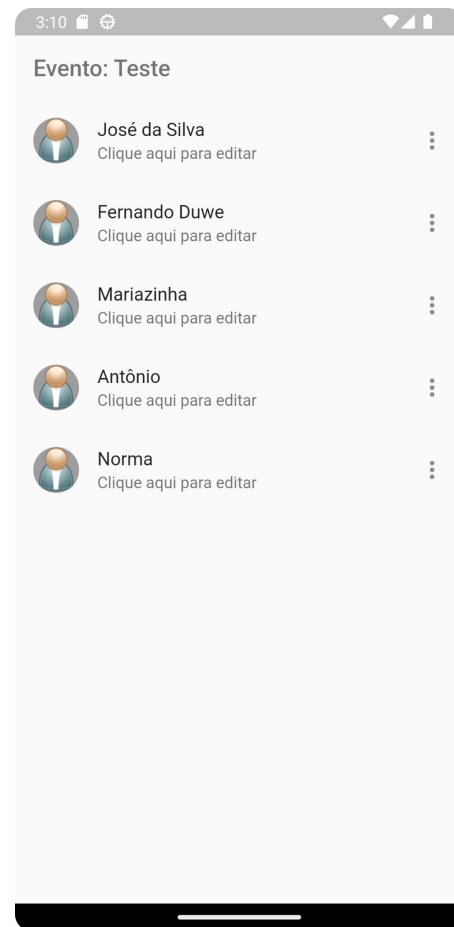 3:10
Evento: Teste
José da Silva
Clique aqui para editar
Fernando Duwe
Clique aqui para editar
Mariazinha
Clique aqui para editar
Antônio
Clique aqui para editar
Norma
Clique aqui para editar